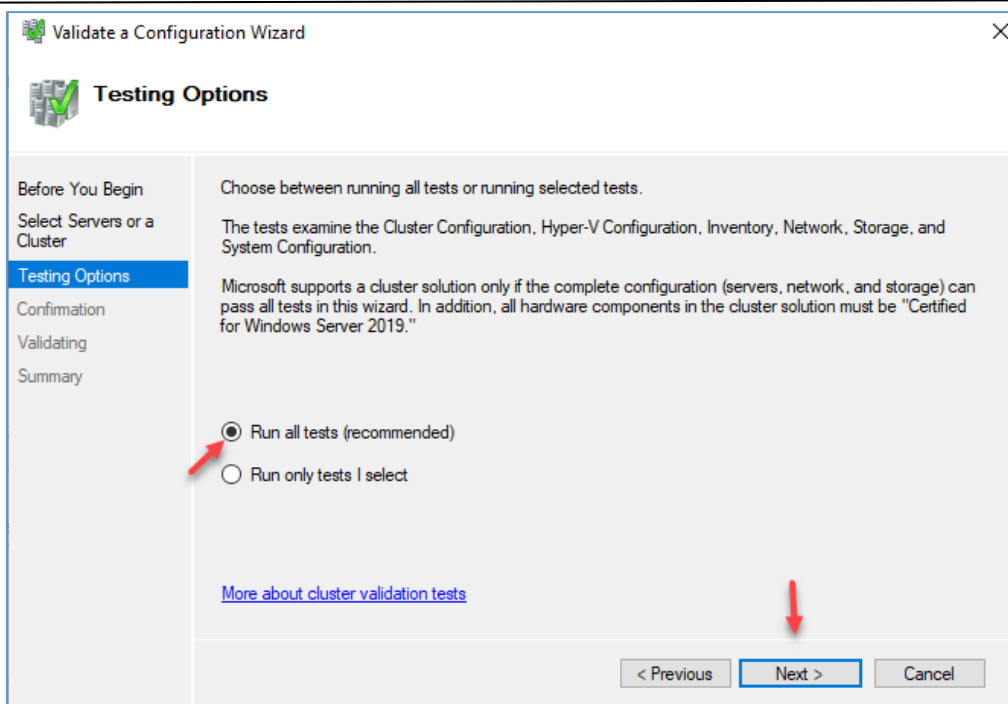 Validate a Configuration Wizard
Testing Options
Before You Begin
Select Servers or a
Cluster
Testing Options
Confirmation
Validating
Summary
Choose between running all tests or running selected tests.
The tests examine the Cluster Configuration, Hyper-V Configuration, Inventory, Network, Storage, and
System Configuration.
Microsoft supports a cluster solution only if the complete configuration (servers, network, and storage) can
pass all tests in this wizard. In addition, all hardware components in the cluster solution must be "Certified
for Windows Server 2019."
Run all tests (recommended)
Run only tests I select
More about cluster validation tests
< Previous
Next >
Cancel